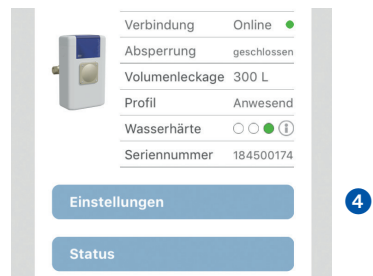 Verbindung Online
Absperrung geschlossen
Volumenleckage 300 L
Profil Anwesend
Wasserhärte i
Seriennummer 184500174
Einstellungen 4
Status